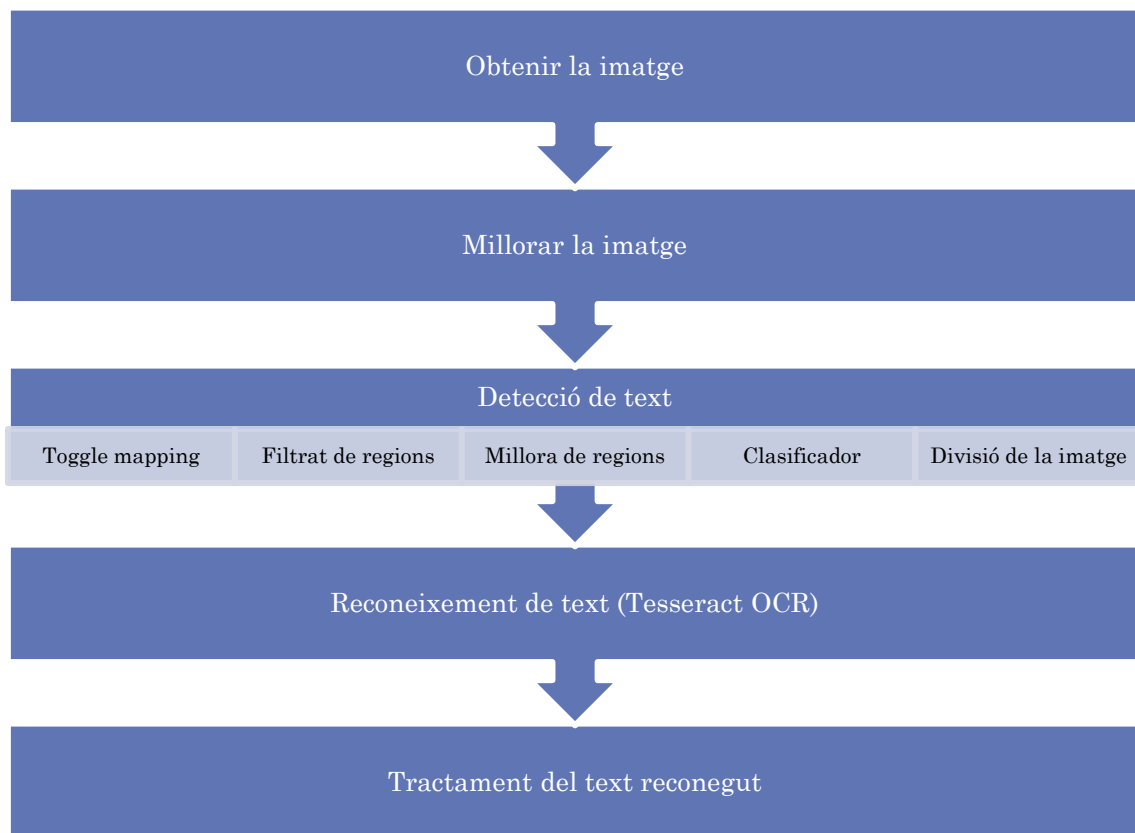 Obtenir la imatge
Millorar la imatge
Detecció de text
Toggle mapping Filtrat de regions Millora de regions Clasificador Divisió de la imatge
Reconeixement de text (Tesseract OCR)
Tractament del text reconegut